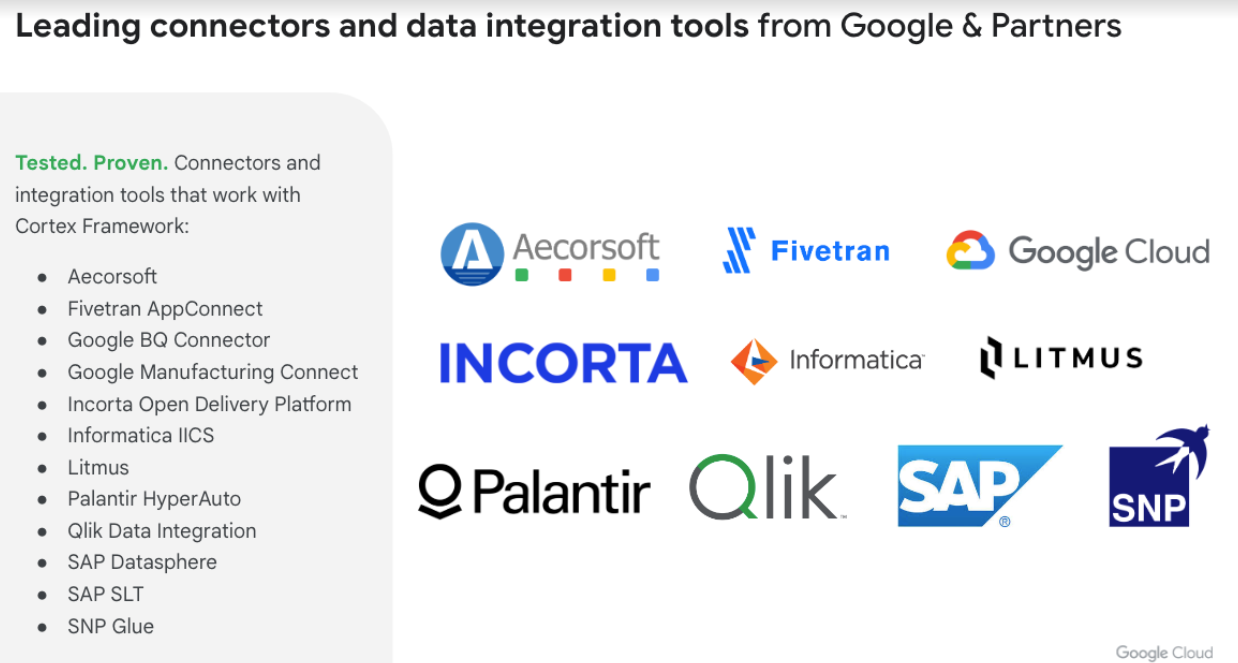 Leading connectors and data integration tools from Google & Partners
Tested. Proven. Connectors and
integration tools that work with
Cortex Framework:
● Aecorsoft
● Fivetran AppConnect
● Google BQ Connector
● Google Manufacturing Connect
● Incorta Open Delivery Platform
● Informatica IICS
● Litmus
● Palantir HyperAuto
● Qlik Data Integration
● SAP Datasphere
● SAP SLT
● SNP Glue
Aecorsoft
Fivetran
Google Cloud
INCORTA
Informatica
LITMUS
Palantir
Qlik™
SAP®
SNP
Google Cloud